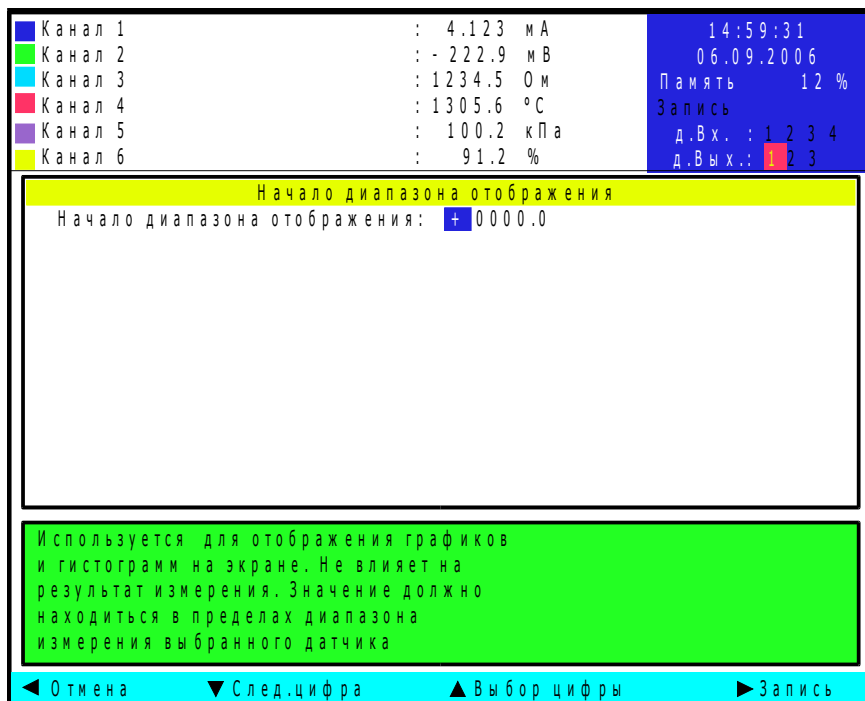 Канал 1 : 4.123 мА
Канал 2 : - 222.9 мВ
Канал 3 : 1234.5 Ом
Канал 4 : 1305.6 °C
Канал 5 : 100.2 кПа
Канал 6 : 91.2 %
14:59:31
06.09.2006
Память 12 %
Запись
д.Вх. : 1 2 3 4
д.Вых.: 1 2 3
Начало диапазона отображения
Начало диапазона отображения: +0000.0
Используется для отображения графиков
и гистограмм на экране. Не влияет на
результат измерения. Значение должно
находиться в пределах диапазона
измерения выбранного датчика
◄ Отмена ▼ След.цифра ▲ Выбор цифры ► Запись